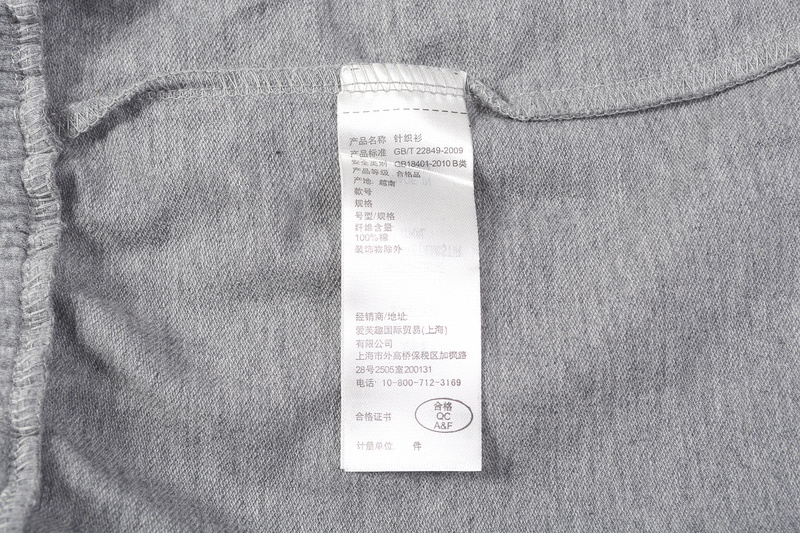 产品名称 针织衫
产品标准 GB/T 22849-2009
安全类别 GB18401-2010 B类
产品等级 合格品
产地: 越南
款号
规格
号型/规格
纤维含量
100%棉
装饰物除外
经销商/地址:
爱芙趣国际贸易(上海)
有限公司
上海市外高桥保税区加枫路
28号2505室200131
电话: 10-800-712-3169
合格证书
合格
QC
A&F
计量单位: 件